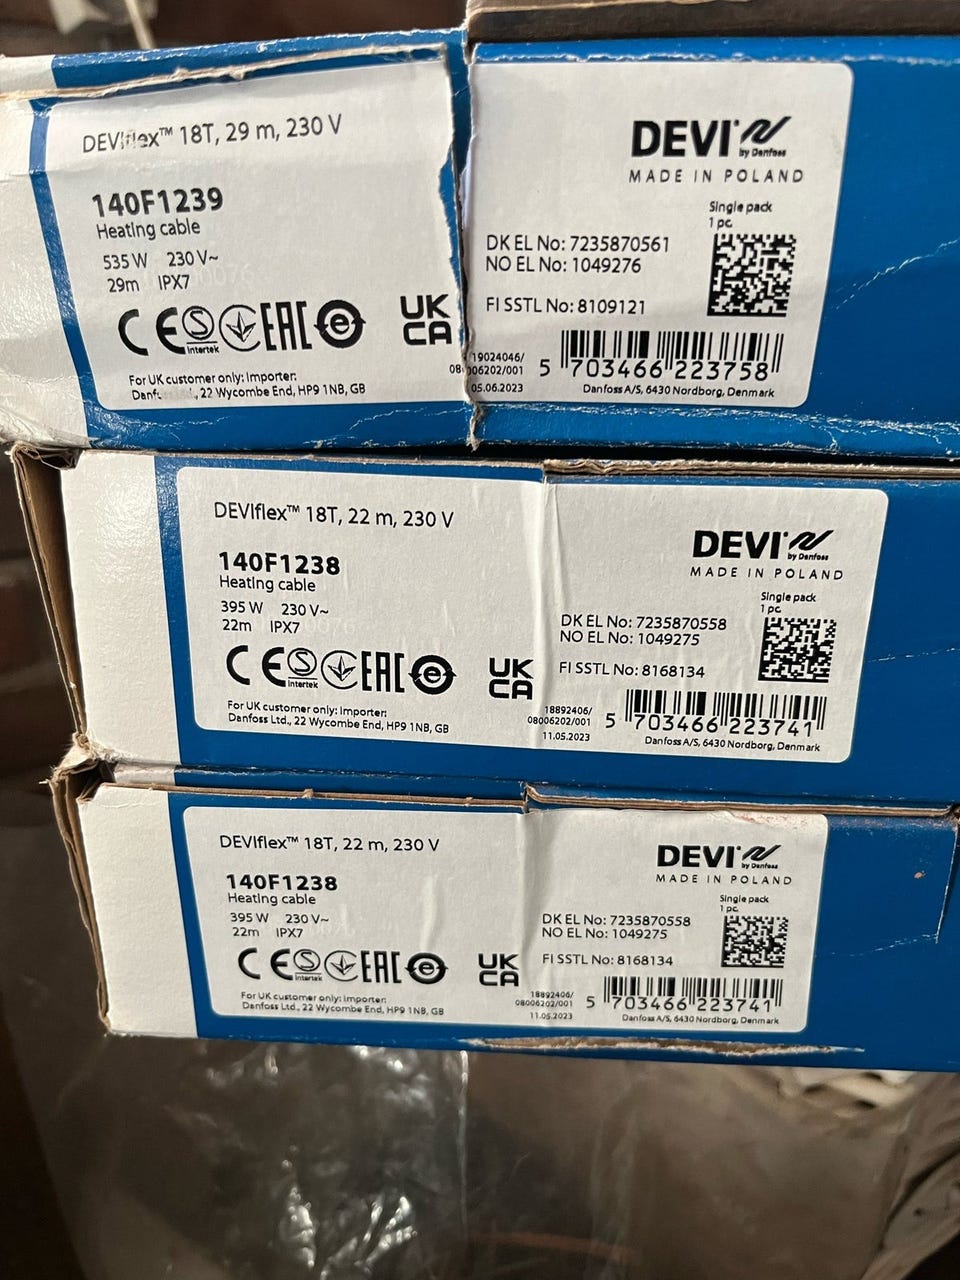 DEVIflex™ 18T, 29 m, 230 V
140F1239
Heating cable
535 W 230 V~
29m IPX7
CE S Intertek EAC e UK CA
For UK customer only: Importer:
22 Wycombe End, HP9 1NB, GB
DEVI by Danfoss
MADE IN POLAND
Single pack
1 pc.
DK EL No: 7235870561
NO EL No: 1049276
FI SSTL No: 8109121
19024046/
006202/001
05.06.2023
5 703466 223758
Danfoss A/S, 6430 Nordborg, Denmark
DEVIflex™ 18T, 22 m, 230 V
140F1238
Heating cable
395 W 230 V~
22m IPX7
CE S Intertek EAC e UK CA
For UK customer only: Importer:
Danfoss Ltd., 22 Wycombe End, HP9 1NB, GB
DEVI by Danfoss
MADE IN POLAND
Single pack
1 pc.
DK EL No: 7235870558
NO EL No: 1049275
FI SSTL No: 8168134
18892406/
08006202/001
11.05.2023
5 703466 223741
Danfoss A/S, 6430 Nordborg, Denmark
DEVIflex™ 18T, 22 m, 230 V
140F1238
Heating cable
395 W 230 V~
22m IPX7
CE S Intertek EAC e UK CA
For UK customer only: Importer:
Danfoss Ltd., 22 Wycombe End, HP9 1NB, GB
DEVI by Danfoss
MADE IN POLAND
Single pack
1 pc.
DK EL No: 7235870558
NO EL No: 1049275
FI SSTL No: 8168134
18892406/
08006202/001
11.05.2023
5 703466 223741
Danfoss A/S, 6430 Nordborg, Denmark